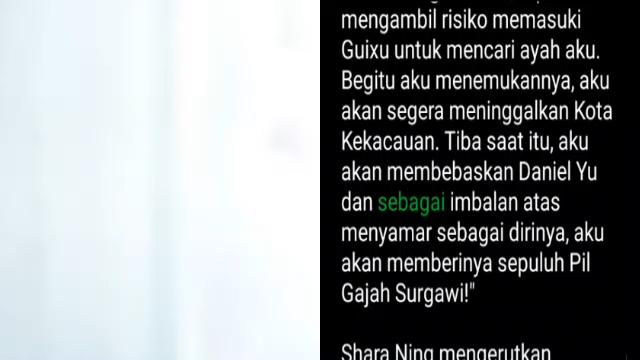 mengambil risiko memasuki
Guixu untuk mencari ayah aku.
Begitu aku menemukannya, aku
akan segera meninggalkan Kota
Kekacauan. Tiba saat itu, aku
akan membebaskan Daniel Yu
dan sebagai imbalan atas
menyamar sebagai dirinya, aku
akan memberinya sepuluh Pil
Gajah Surgawi!"
Shara Ning mengerutkan